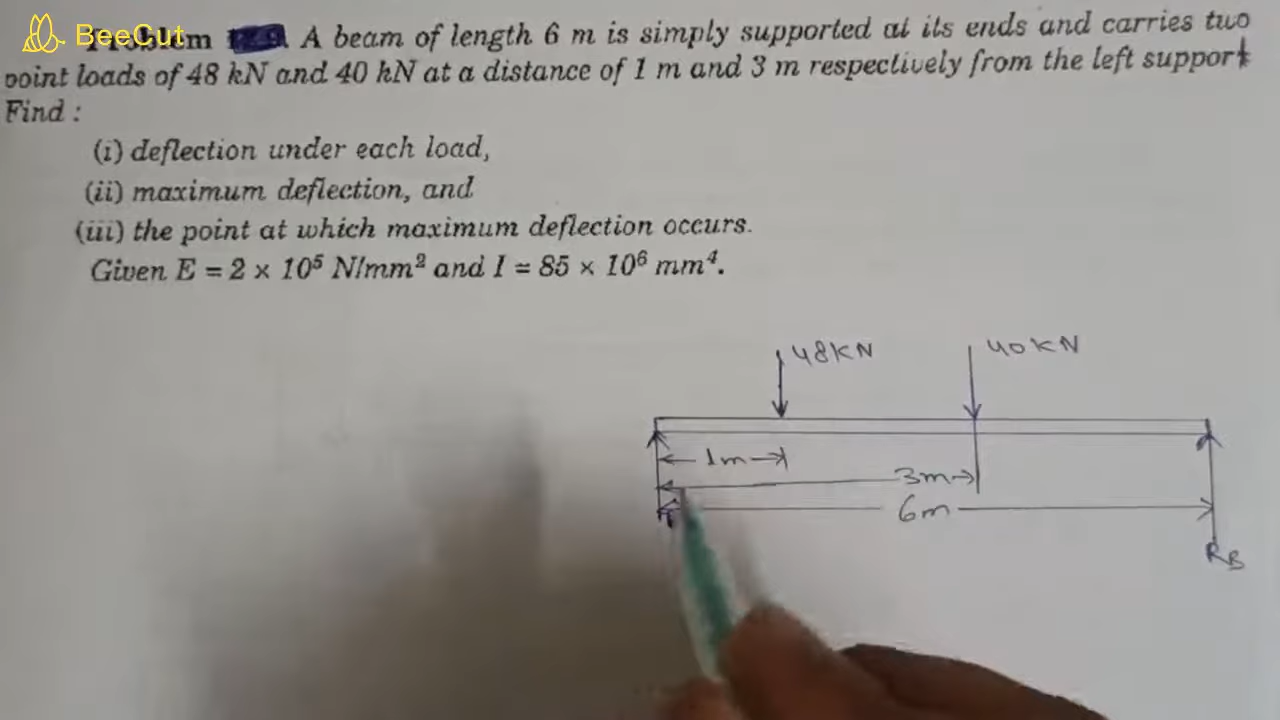 BeeCut
A beam of length 6 m is simply supported at its ends and carries two
point loads of 48 kN and 40 kN at a distance of 1 m and 3 m respectively from the left support
Find :
(i) deflection under each load,
(ii) maximum deflection, and
(iii) the point at which maximum deflection occurs.
Given E = 2 × 10⁵ N/mm² and I = 85 × 10⁶ mm⁴.
48KN 40KN
1m
3m
6m
RB